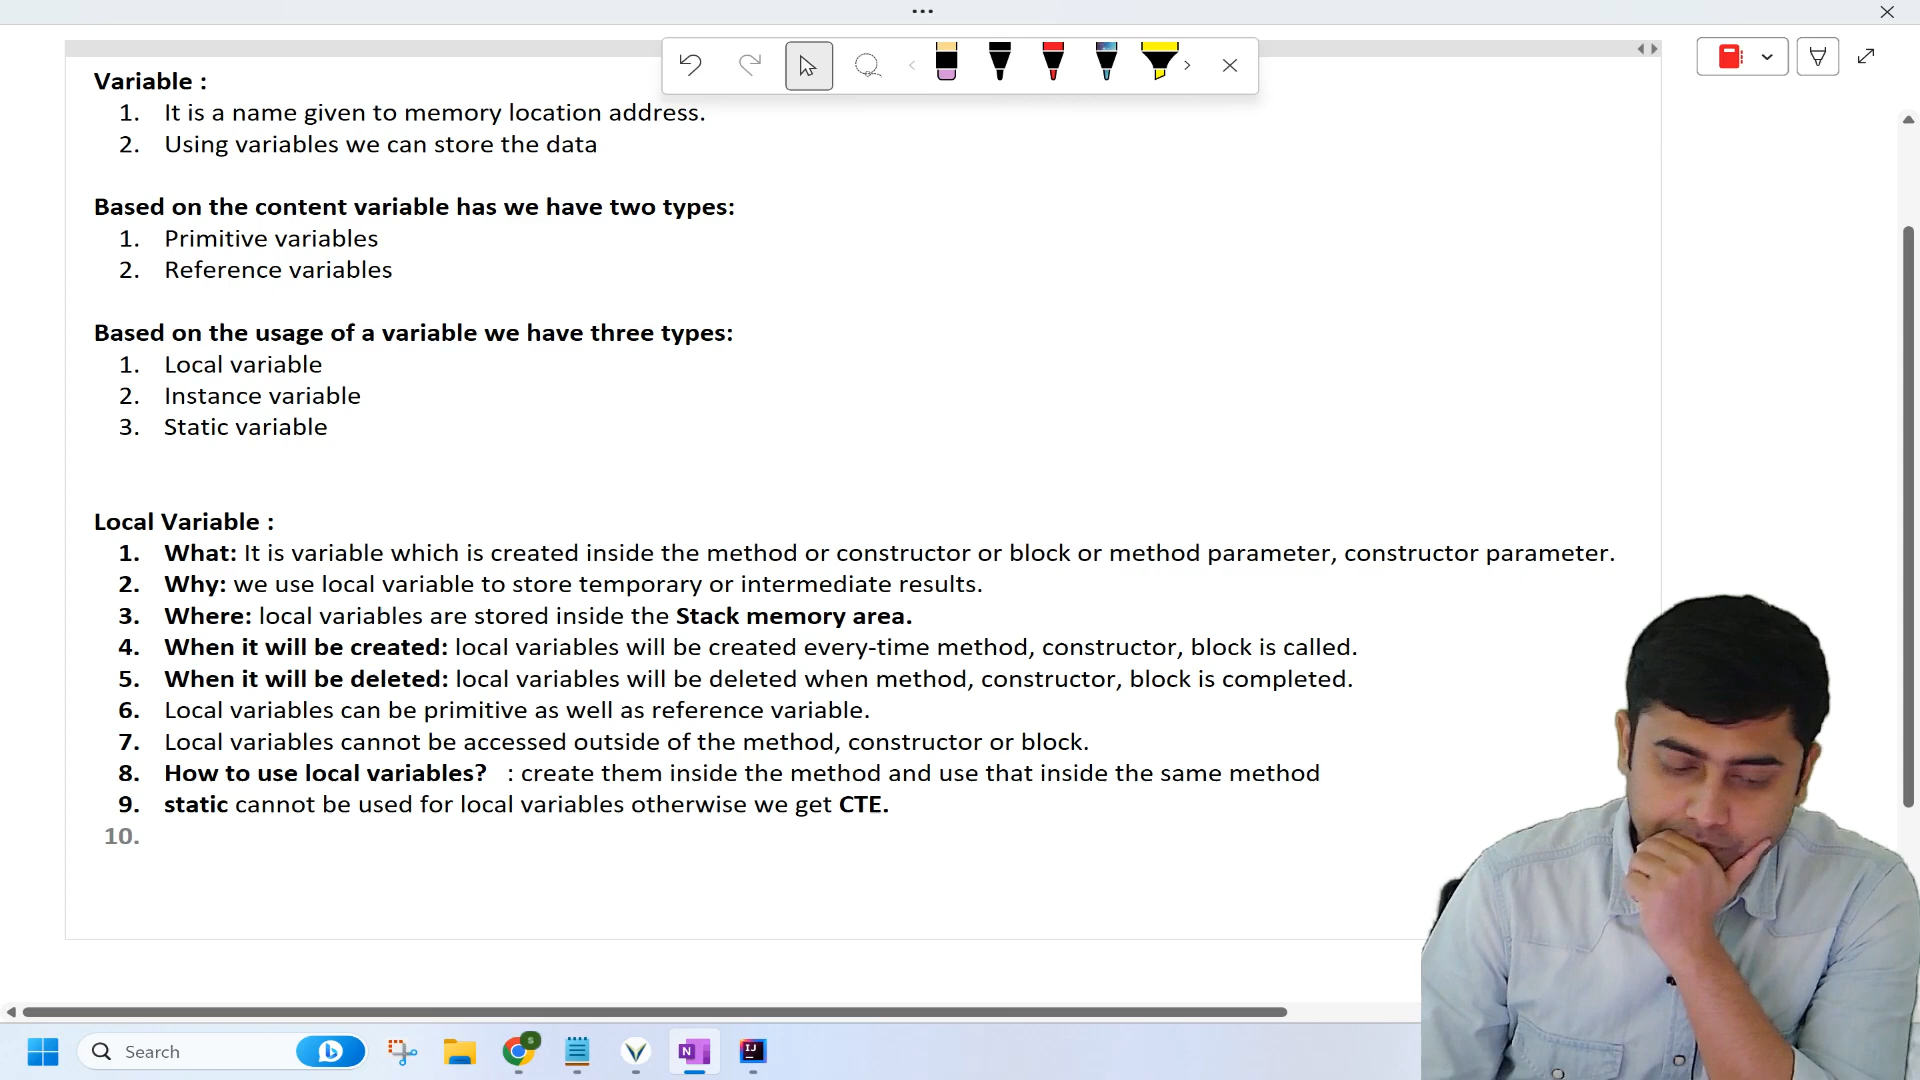 Variable :
1. It is a name given to memory location address.
2. Using variables we can store the data
Based on the content variable has we have two types:
1. Primitive variables
2. Reference variables
Based on the usage of a variable we have three types:
1. Local variable
2. Instance variable
3. Static variable
Local Variable :
1. What: It is variable which is created inside the method or constructor or block or method parameter, constructor parameter.
2. Why: we use local variable to store temporary or intermediate results.
3. Where: local variables are stored inside the Stack memory area.
4. When it will be created: local variables will be created every-time method, constructor, block is called.
5. When it will be deleted: local variables will be deleted when method, constructor, block is completed.
6. Local variables can be primitive as well as reference variable.
7. Local variables cannot be accessed outside of the method, constructor or block.
8. How to use local variables? : create them inside the method and use that inside the same method
9. static cannot be used for local variables otherwise we get CTE.
10.
Search
S
N
IJ